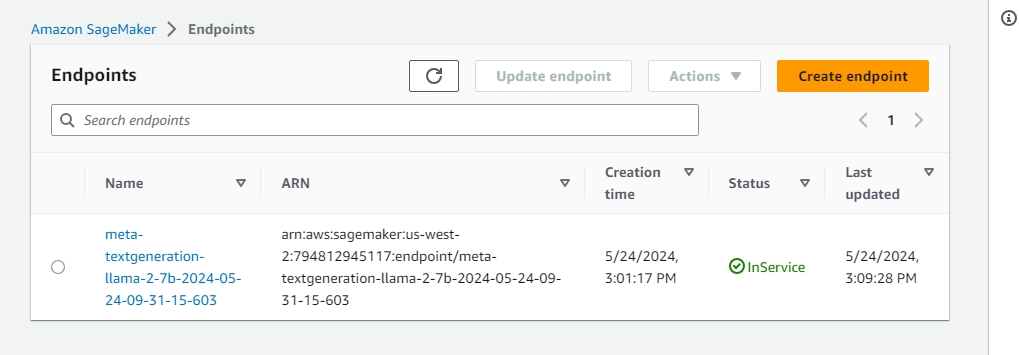 Amazon SageMaker > Endpoints
Endpoints
Update endpoint
Actions
Create endpoint
Search endpoints
1
Name
ARN
Creation
time
Status
Last
updated
meta-
textgeneration-
llama-2-7b-2024-05-
24-09-31-15-603
arn:aws:sagemaker:us-west-
2:794812945117:endpoint/meta-
textgeneration-llama-2-7b-2024-05-24-09-
31-15-603
5/24/2024,
3:01:17 PM
InService
5/24/2024,
3:09:28 PM